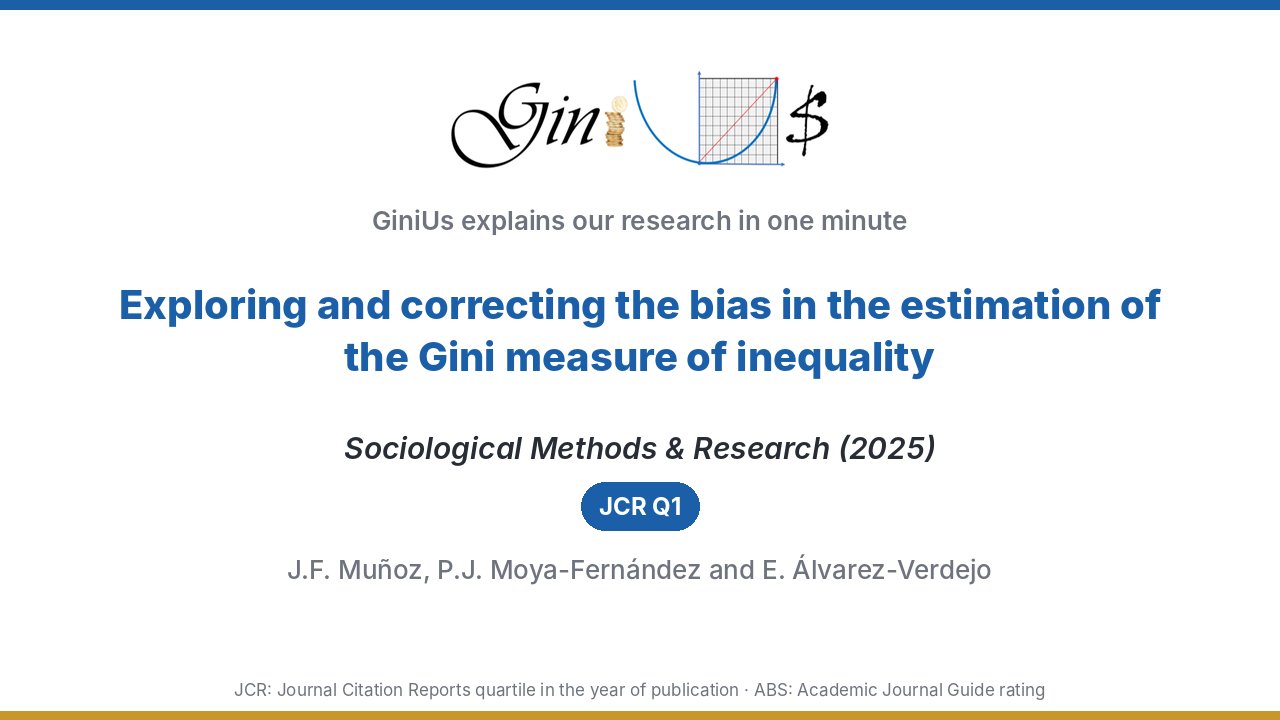 GiniU$
GiniUs explains our research in one minute
Exploring and correcting the bias in the estimation of
the Gini measure of inequality
Sociological Methods & Research (2025)
JCR Q1
J.F. Muñoz, P.J. Moya-Fernández and E. Álvarez-Verdejo
JCR: Journal Citation Reports quartile in the year of publication · ABS: Academic Journal Guide rating